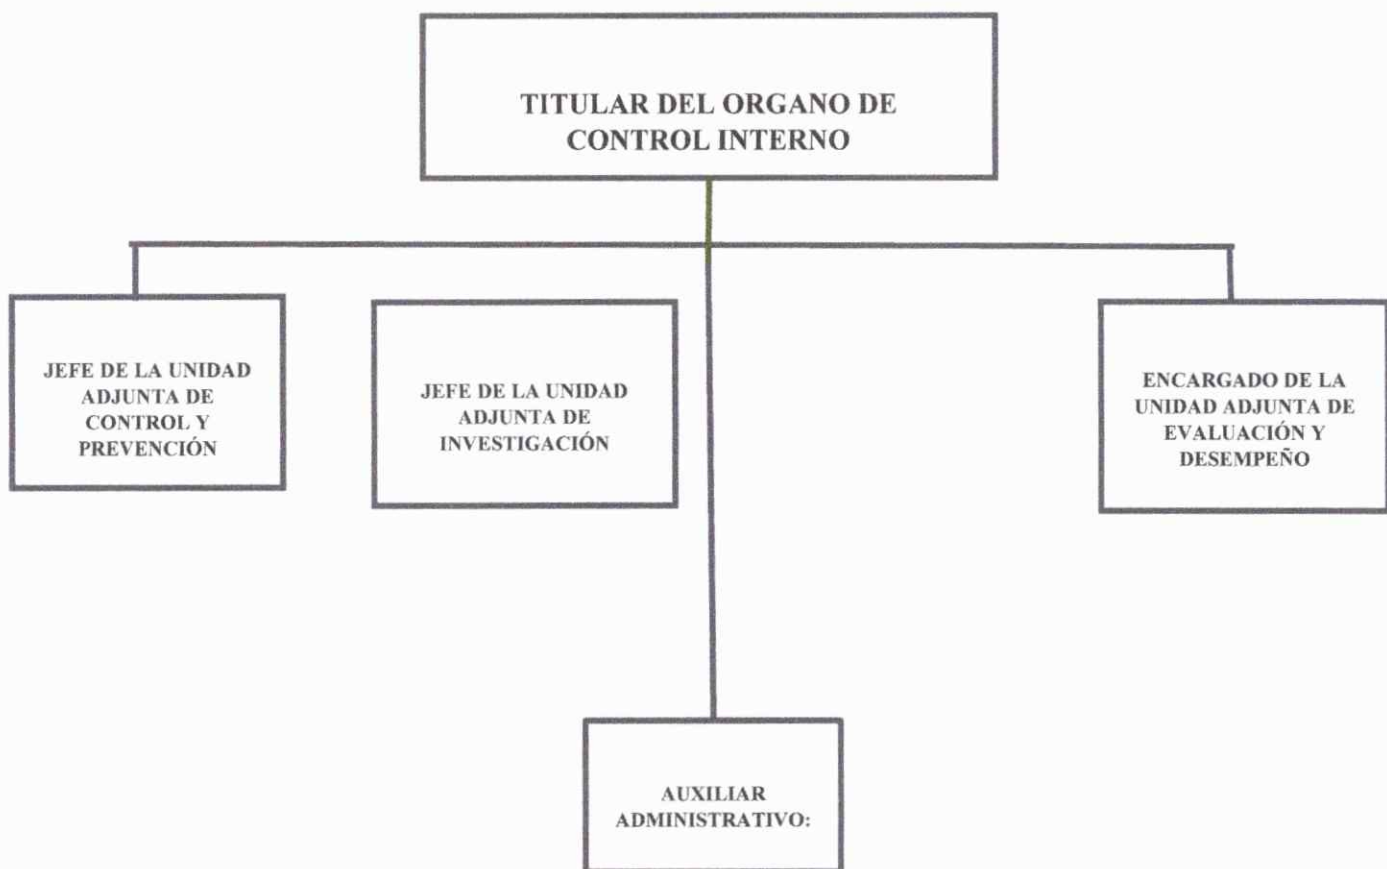 TITULAR DEL ORGANO DE
CONTROL INTERNO
JEFE DE LA UNIDAD
ADJUNTA DE
CONTROL Y
PREVENCIÓN
JEFE DE LA UNIDAD
ADJUNTA DE
INVESTIGACIÓN
ENCARGADO DE LA
UNIDAD ADJUNTA DE
EVALUACIÓN Y
DESEMPEÑO
AUXILIAR
ADMINISTRATIVO: